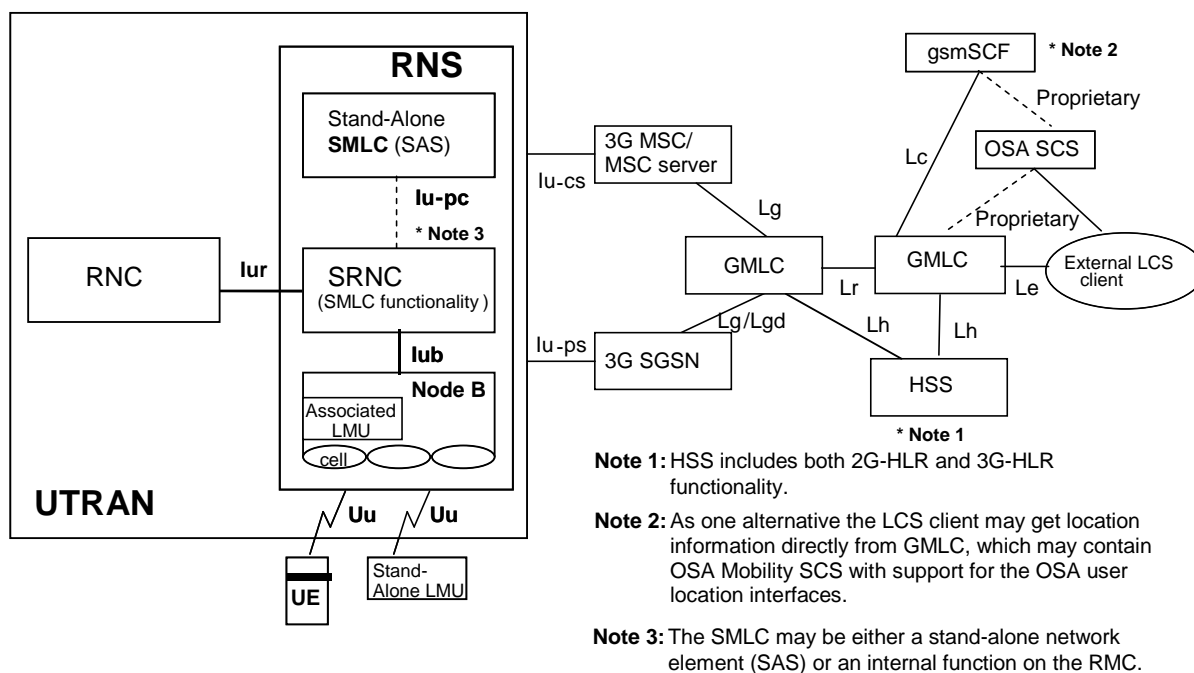 RNS
gsmSCF
* Note 2
Stand-Alone
SMLC (SAS)
Proprietary
3G MSC/
MSC server
OSA SCS
Lc
Iu-cs
Iu-pc
* Note 3
Lg
Proprietary
RNC
Iur
SRNC
(SMLC functionality)
GMLC
Lr
GMLC
Le
External LCS
client
Lg/Lgd
Lh
Lh
Iub
Iu-ps
3G SGSN
HSS
* Note 1
Node B
Associated
LMU
cell
UTRAN
Uu
Uu
UE
Stand-
Alone LMU
Note 1: HSS includes both 2G-HLR and 3G-HLR
functionality.
Note 2: As one alternative the LCS client may get location
information directly from GMLC, which may contain
OSA Mobility SCS with support for the OSA user
location interfaces.
Note 3: The SMLC may be either a stand-alone network
element (SAS) or an internal function on the RMC.